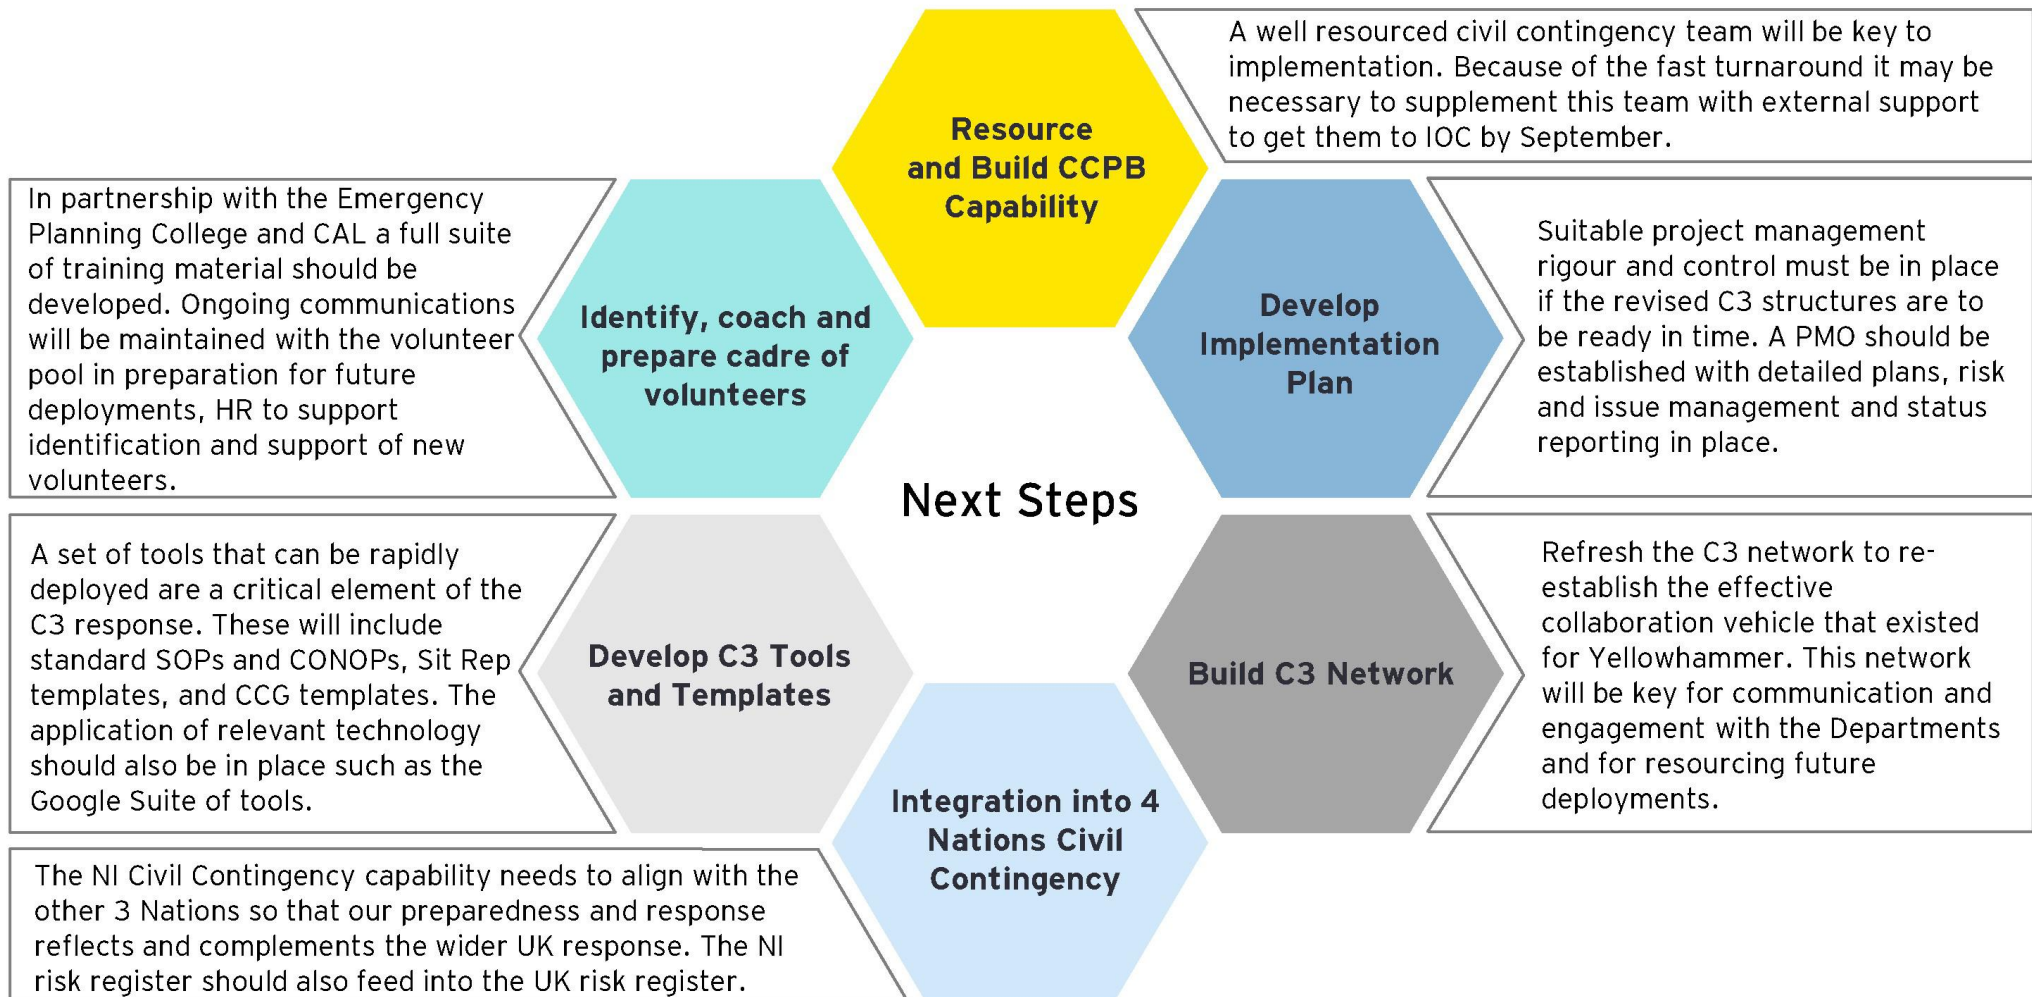 Resource
and Build CCPB
Capability
A well resourced civil contingency team will be key to
implementation. Because of the fast turnaround it may be
necessary to supplement this team with external support
to get them to IOC by September.
Develop
Implementation
Plan
Suitable project management
rigour and control must be in place
if the revised C3 structures are to
be ready in time. A PMO should be
established with detailed plans, risk
and issue management and status
reporting in place.
Build C3 Network
Refresh the C3 network to re-
establish the effective
collaboration vehicle that existed
for Yellowhammer. This network
will be key for communication and
engagement with the Departments
and for resourcing future
deployments.
Integration into 4
Nations Civil
Contingency
The NI Civil Contingency capability needs to align with the
other 3 Nations so that our preparedness and response
reflects and complements the wider UK response. The NI
risk register should also feed into the UK risk register.
Develop C3 Tools
and Templates
A set of tools that can be rapidly
deployed are a critical element of the
C3 response. These will include
standard SOPs and CONOPs, Sit Rep
templates, and CCG templates. The
application of relevant technology
should also be in place such as the
Google Suite of tools.
Identify, coach and
prepare cadre of
volunteers
In partnership with the Emergency
Planning College and CAL a full suite
of training material should be
developed. Ongoing communications
will be maintained with the volunteer
pool in preparation for future
deployments, HR to support
identification and support of new
volunteers.
Next Steps